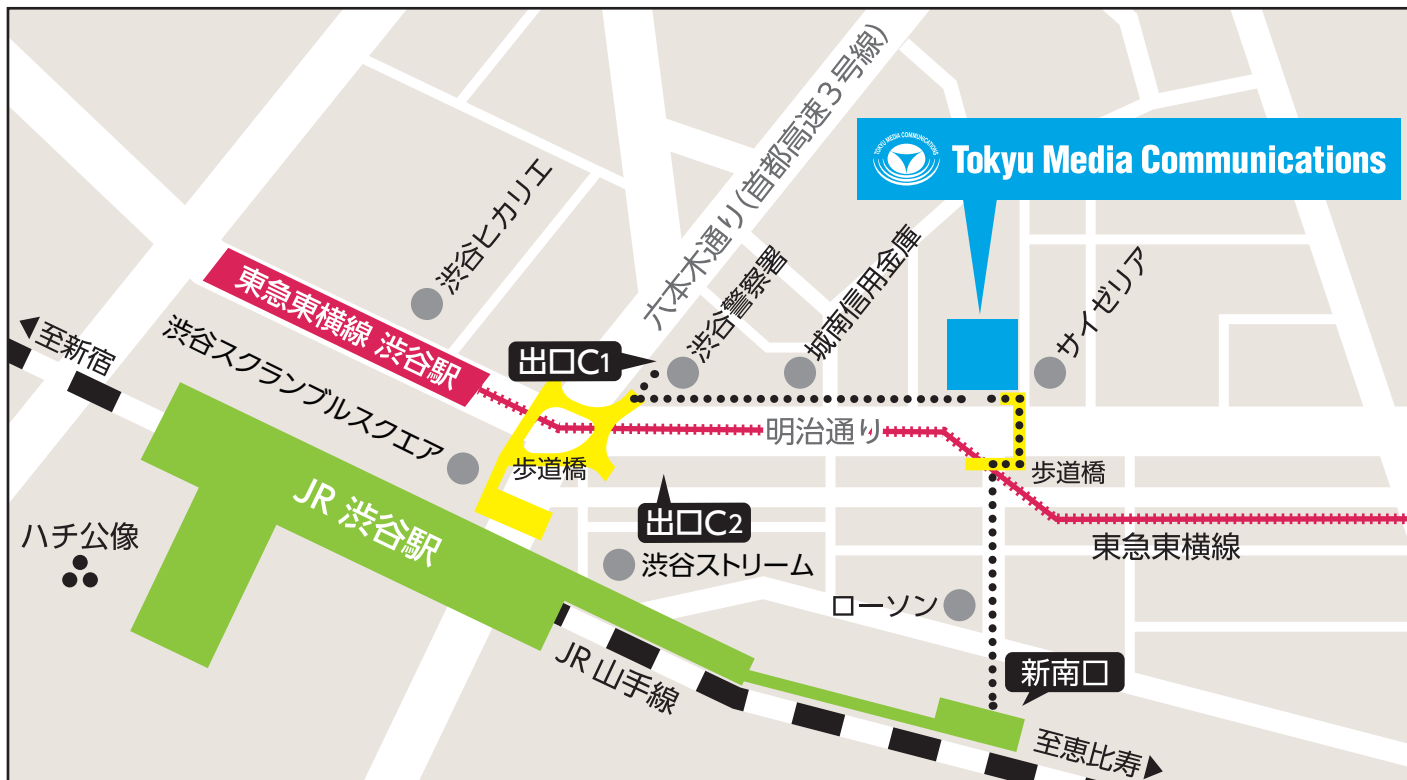 六本木通り(首都高速3号線)
TOKYU MEDIA COMMUNICATIONS
Tokyu Media Communications
渋谷ヒカリエ
渋谷警察署
城南信用金庫
サイゼリア
東急東横線 渋谷駅
至新宿
渋谷スクランブルスクエア
出口C1
明治通り
歩道橋
歩道橋
JR 渋谷駅
出口C2
ハチ公像
東急東横線
渋谷ストリーム
ローソン
JR 山手線
新南口
至恵比寿